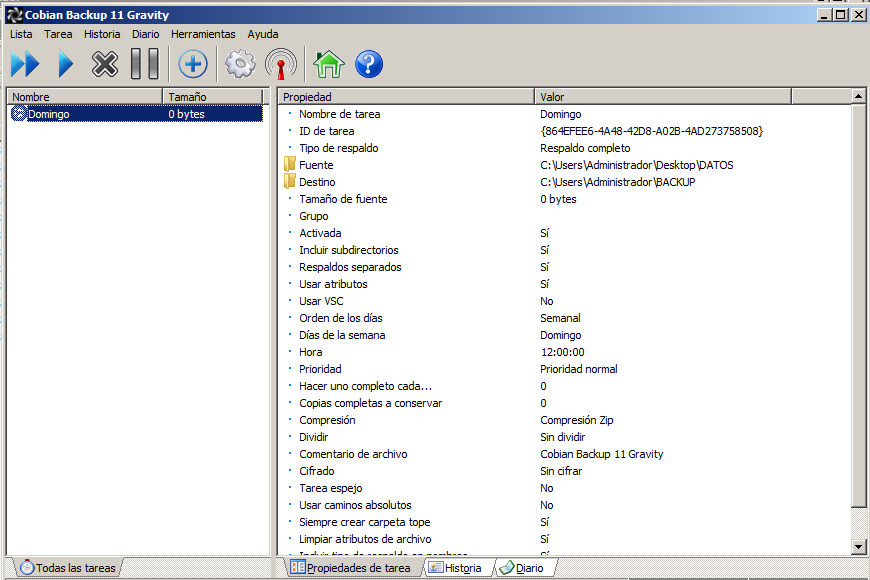 Cobian Backup 11 Gravity
Lista Tarea Historia Diario Herramientas Ayuda
Nombre Tamaño Propiedad Valor
Domingo 0 bytes
Nombre de tarea Domingo
ID de tarea {864EFEE6-4A48-42D8-A02B-4AD273758508}
Tipo de respaldo Respaldo completo
Fuente C:\Users\Administrador\Desktop\DATOS
Destino C:\Users\Administrador\BACKUP
Tamaño de fuente 0 bytes
Grupo
Activada Sí
Incluir subdirectorios Sí
Respaldos separados Sí
Usar atributos Sí
Usar VSC No
Orden de los días Semanal
Días de la semana Domingo
Hora 12:00:00
Prioridad Prioridad normal
Hacer uno completo cada... 0
Copias completas a conservar 0
Compresión Compresión Zip
Dividir Sin dividir
Comentario de archivo Cobian Backup 11 Gravity
Cifrado Sin cifrar
Tarea espejo No
Usar caminos absolutos No
Siempre crear carpeta tope Sí
Limpiar atributos de archivo Sí
Incluir tipo de respaldo en nombres Sí
Todas las tareas Propiedades de tarea Historia Diario